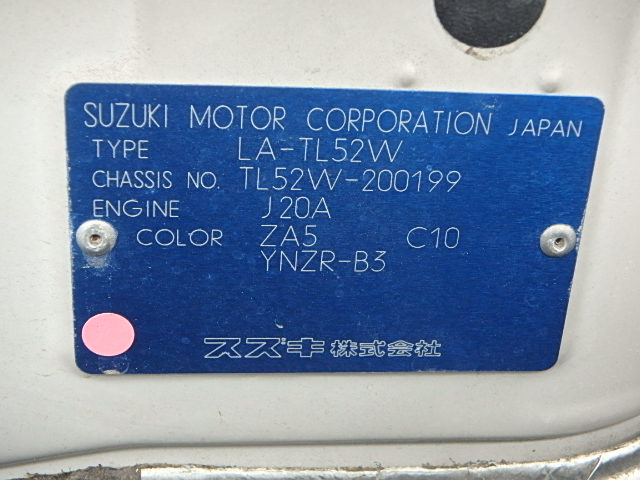 SUZUKI MOTOR CORPORATION JAPAN
TYPE LA-TL52W
CHASSIS NO. TL52W-200199
ENGINE J20A
COLOR ZA5 C10
YNZR-B3
スズキ株式会社